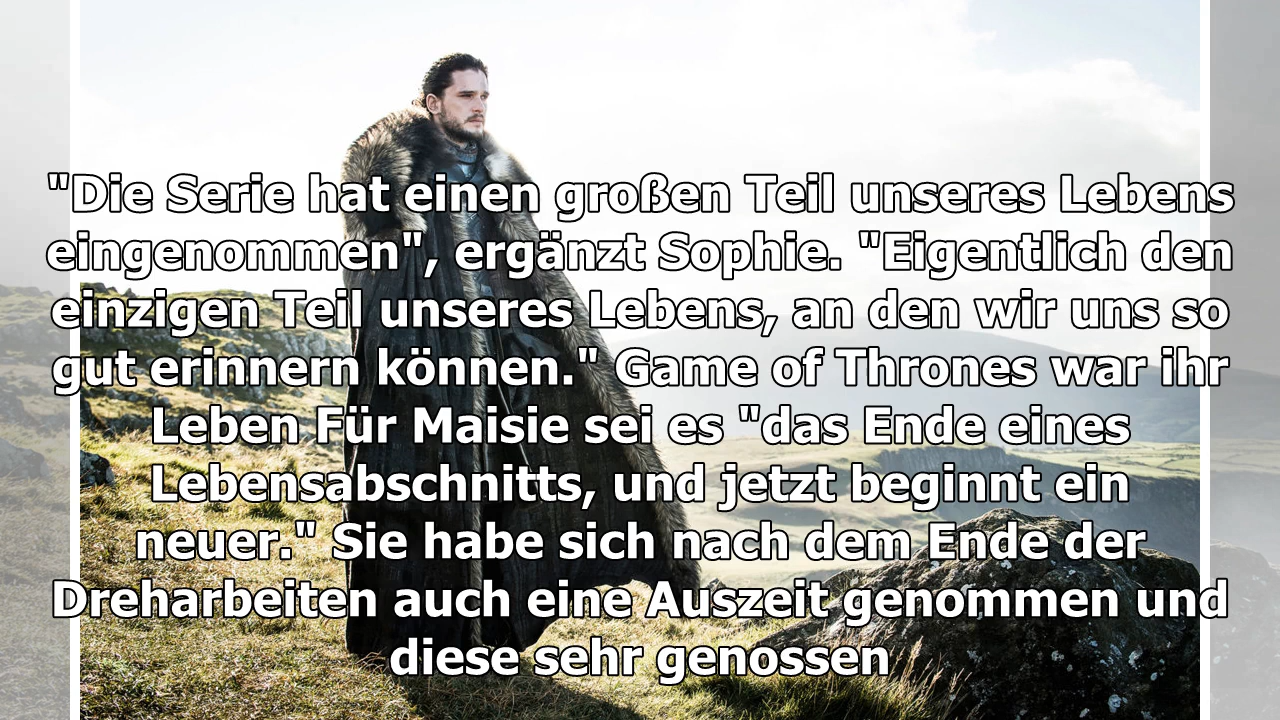 "Die Serie hat einen großen Teil unseres Lebens
eingenommen", ergänzt Sophie. "Eigentlich den
einzigen Teil unseres Lebens, an den wir uns so
gut erinnern können." Game of Thrones war ihr
Leben Für Maisie sei es "das Ende eines
Lebensabschnitts, und jetzt beginnt ein
neuer." Sie habe sich nach dem Ende der
Dreharbeiten auch eine Auszeit genommen und
diese sehr genossen